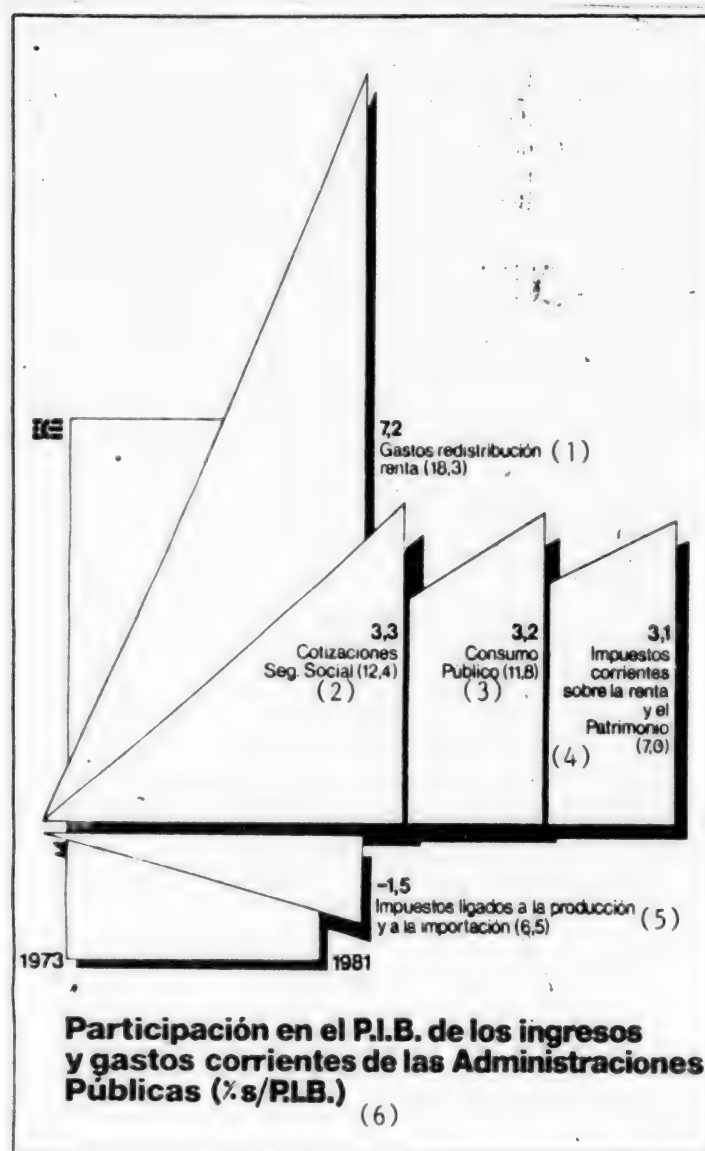 7,2
Gastos redistribución (1)
renta (18,3)
3,3
Cotizaciones
Seg. Social (12,4)
(2)
3,2
Consumo
Público (11,8)
(3)
3,1
Impuestos
corrientes
sobre la renta
y el
Patrimonio
(4)
-1,5
Impuestos ligados a la producción
y a la importación (6,5) (5)
1973 1981
Participación en el P.I.B. de los ingresos
y gastos corrientes de las Administraciones
Públicas (% s/P.I.B.)
(6)